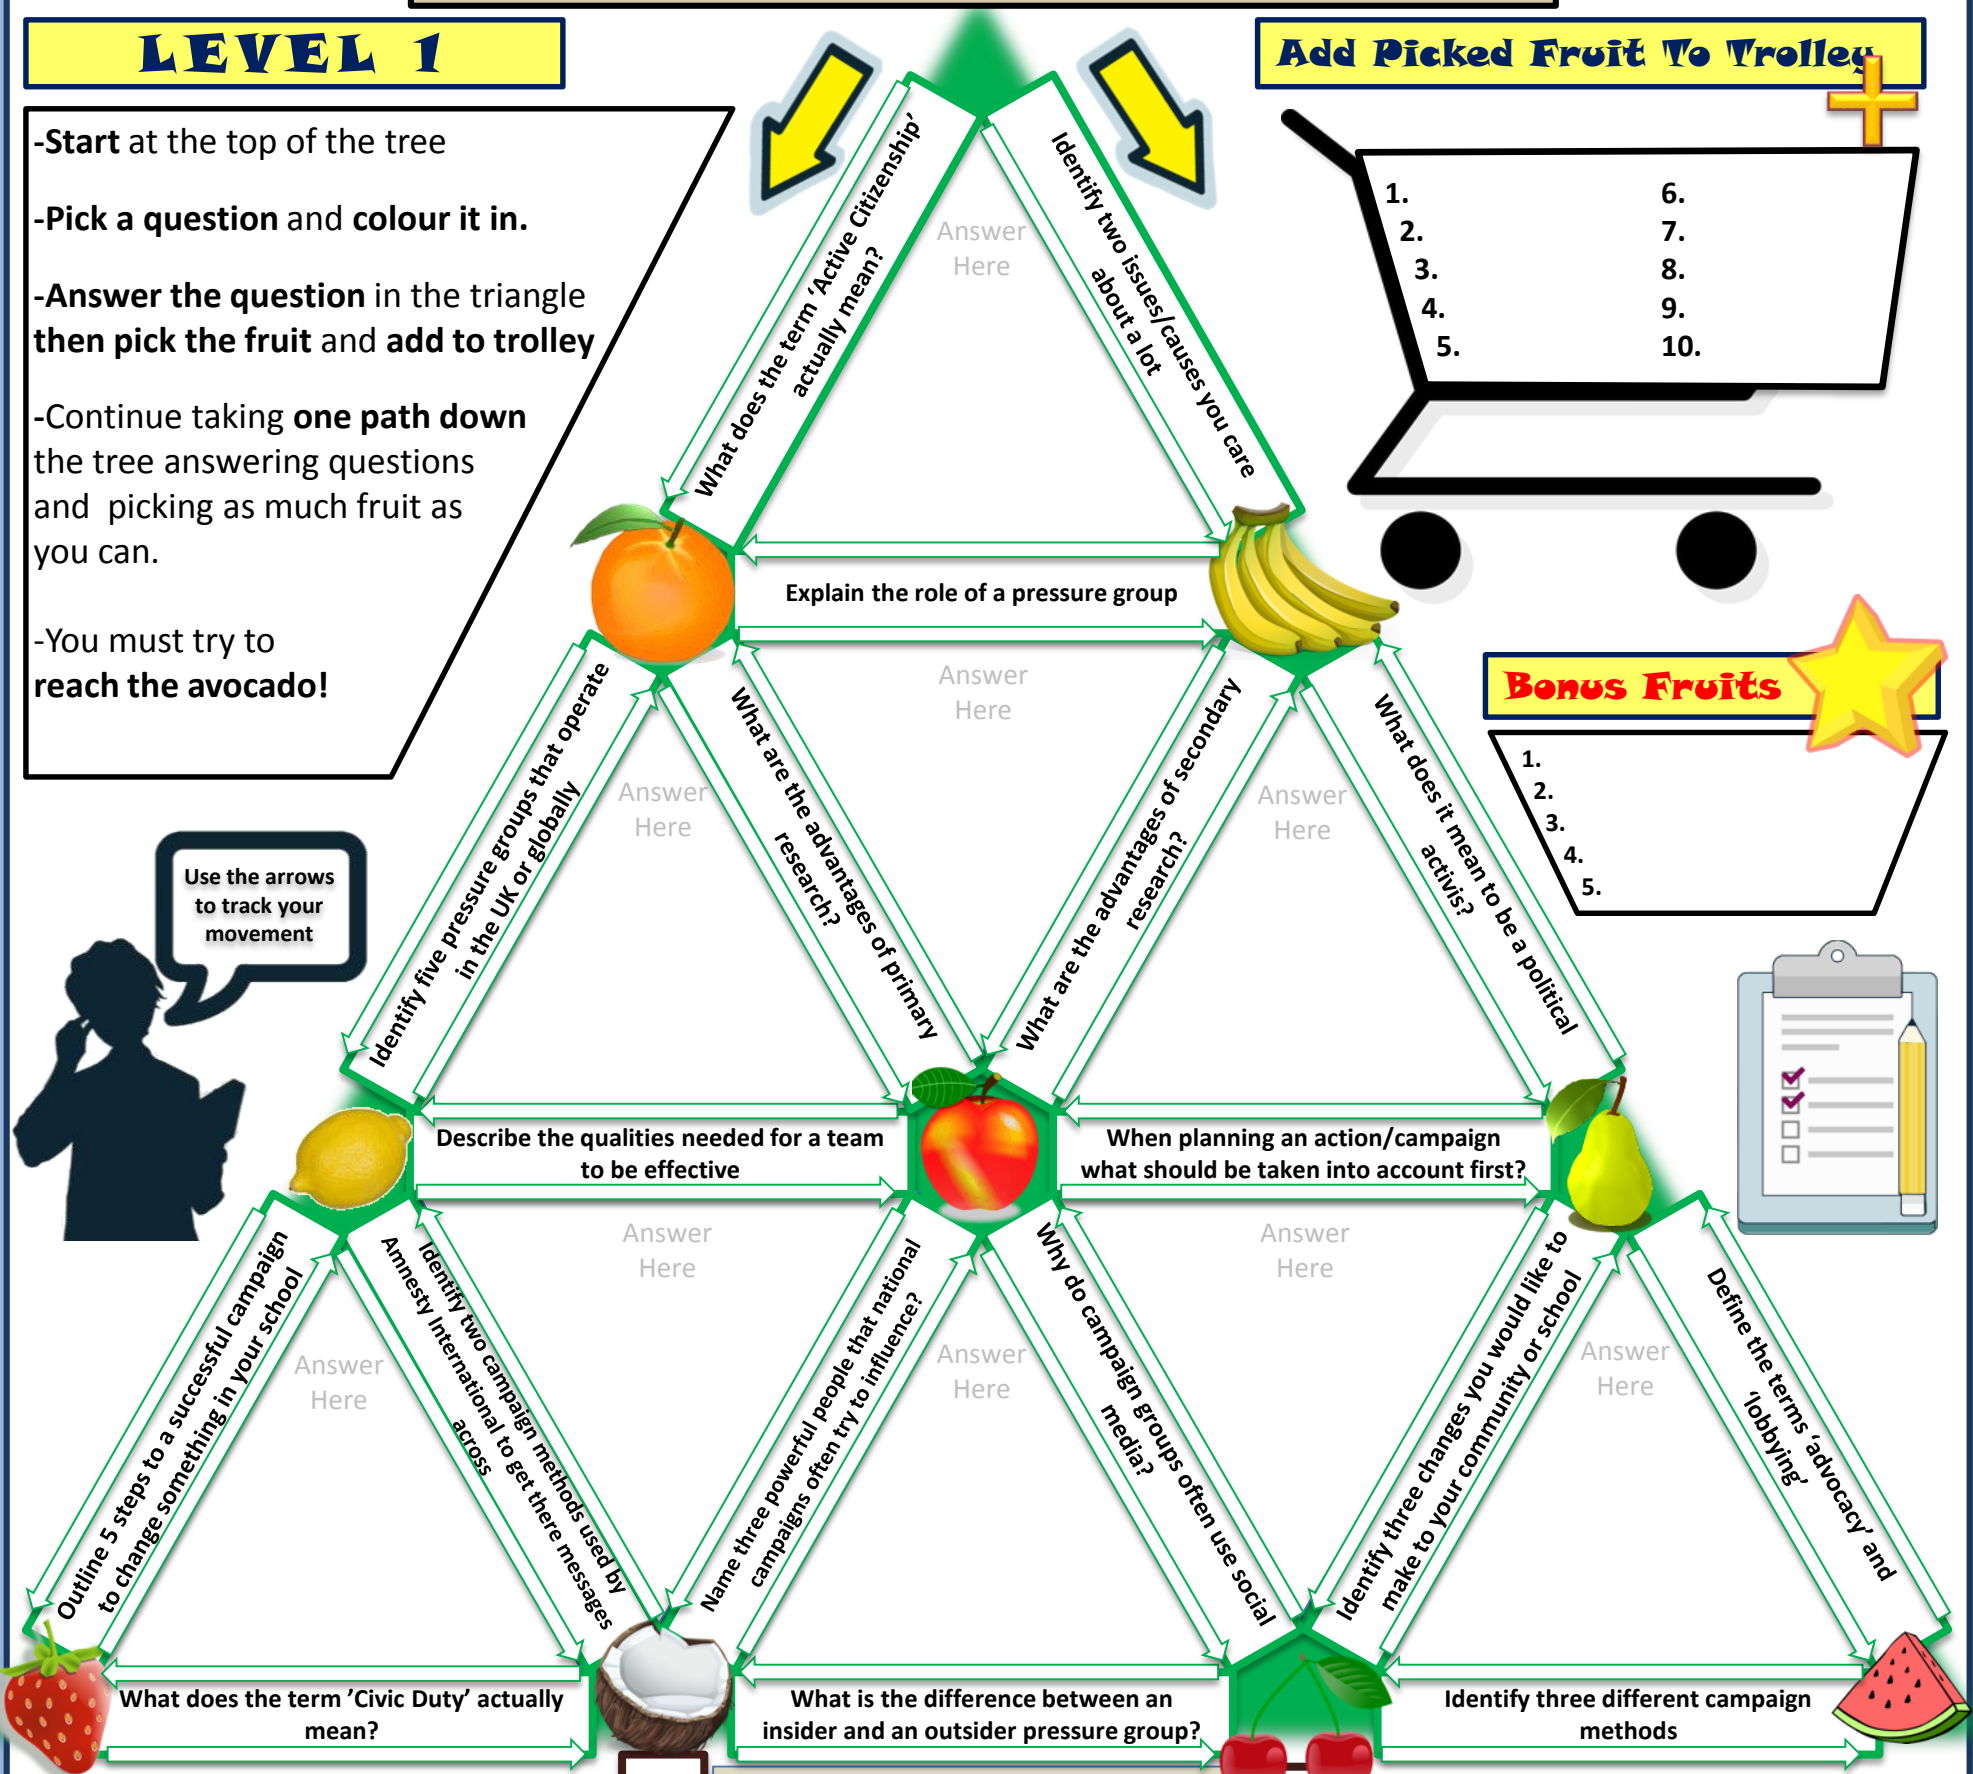 LEVEL 1
Add Picked Fruit To Trolley
-Start at the top of the tree
-Pick a question and colour it in.
-Answer the question in the triangle
then pick the fruit and add to trolley
-Continue taking one path down
the tree answering questions
and picking as much fruit as
you can.
-You must try to
reach the avocado!
1.
2.
3.
4.
5.
6.
7.
8.
9.
10.
What does the term ‘Active Citizenship’
actually mean?
Identify two issues/causes you care
about a lot
Answer
Here
Explain the role of a pressure group
Bonus Fruits
1.
2.
3.
4.
5.
Identify five pressure groups that operate
in the UK or globally
Answer
Here
What are the advantages of primary
research?
Answer
Here
What are the advantages of secondary
research?
Answer
Here
What does it mean to be a political
activis?
Use the arrows
to track your
movement
Describe the qualities needed for a team
to be effective
When planning an action/campaign
what should be taken into account first?
Outline 5 steps to a successful campaign
to change something in your school
Answer
Here
Identify two campaign methods used by
Amnesty International to get there messages
across
Answer
Here
Name three powerful people that national
campaigns often try to influence?
Answer
Here
Why do campaign groups often use social
media?
Answer
Here
Identify three changes you would like to
make to your community or school
Answer
Here
Define the terms ‘advocacy’ and
‘lobbying’
What does the term ’Civic Duty’ actually
mean?
What is the difference between an
insider and an outsider pressure group?
Identify three different campaign
methods